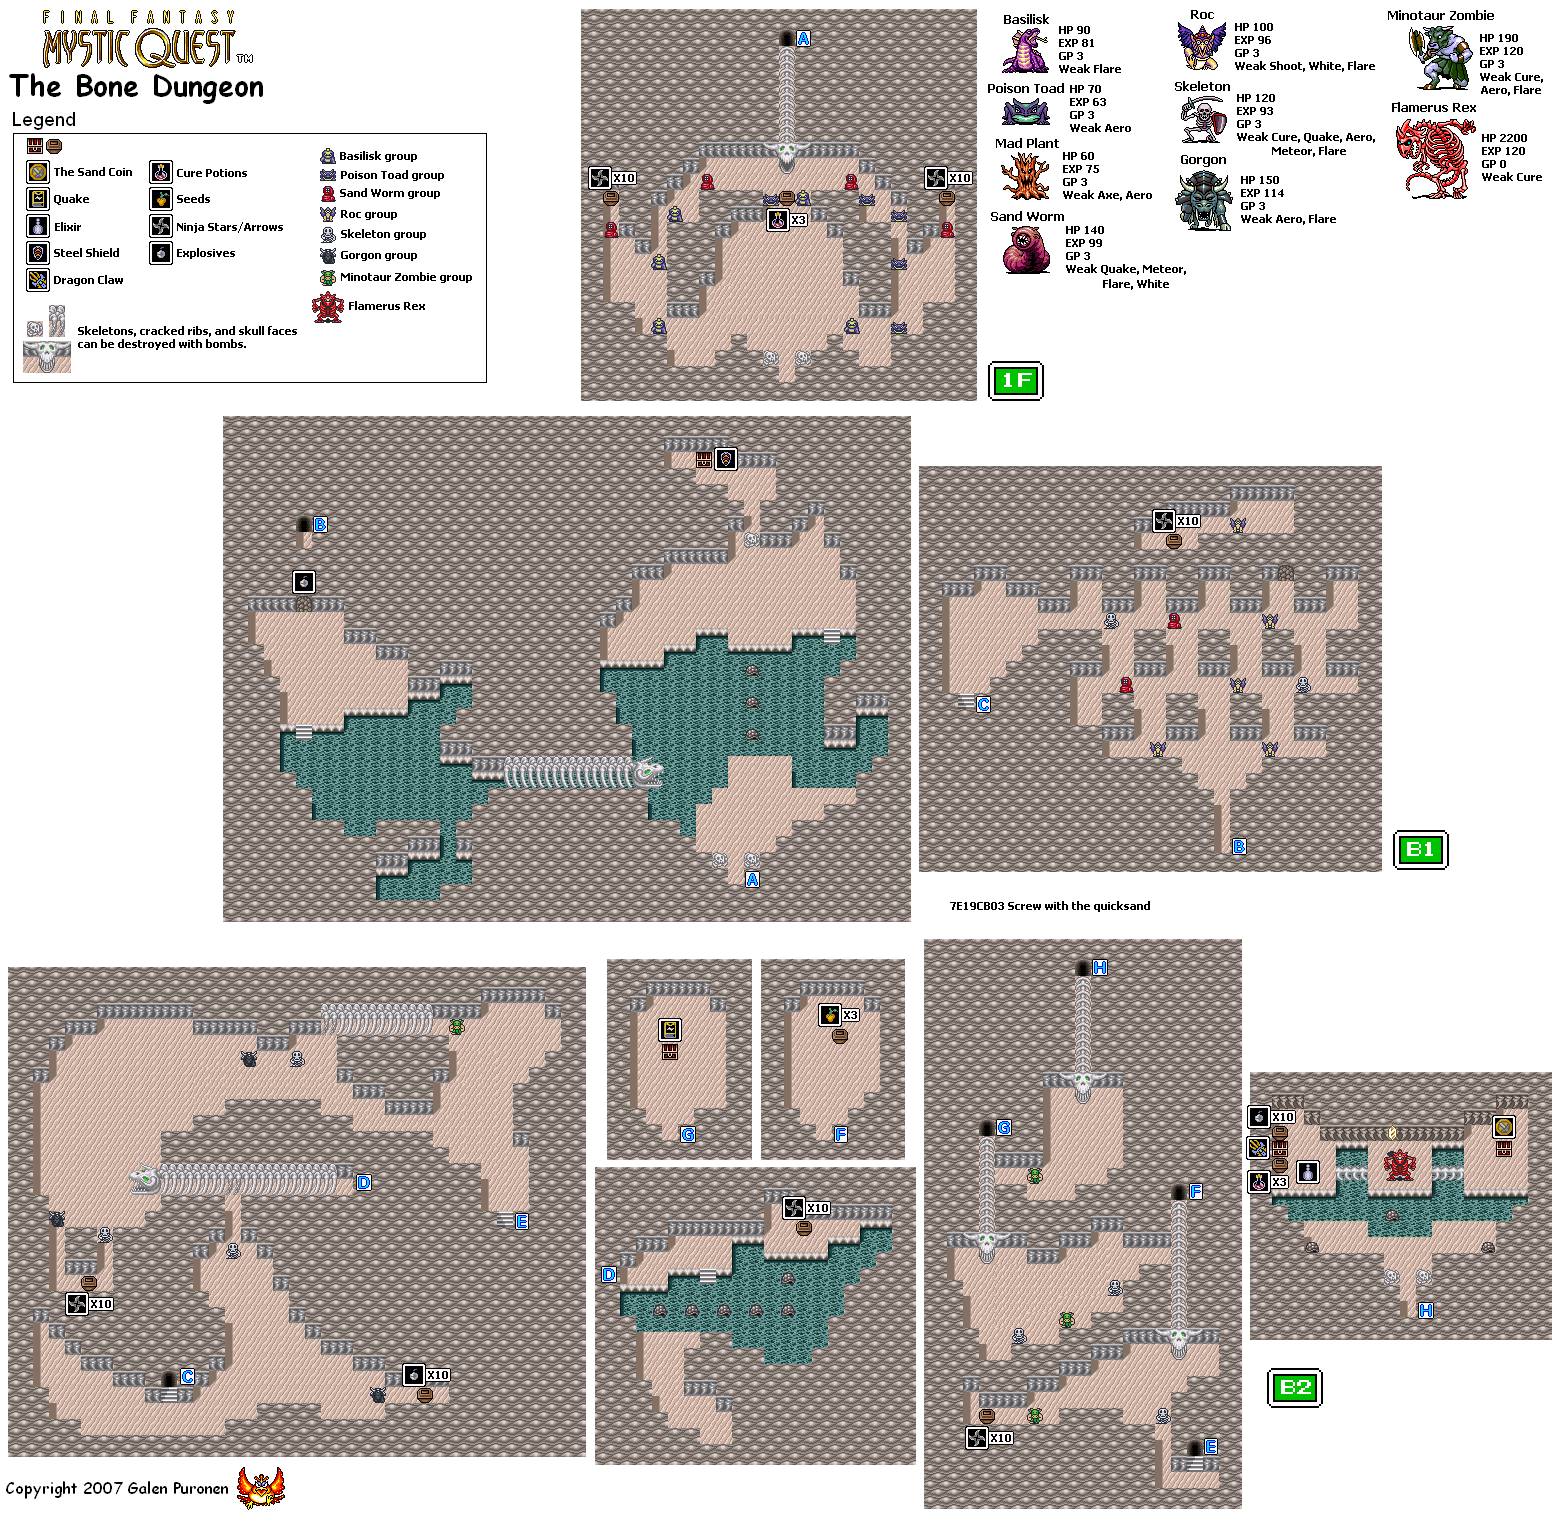 FINAL FANTASY
MYSTIC QUEST™
The Bone Dungeon
Legend
The Sand Coin
Quake
Elixir
Steel Shield
Dragon Claw
Cure Potions
Seeds
Ninja Stars/Arrows
Explosives
Basilisk group
Poison Toad group
Sand Worm group
Roc group
Skeleton group
Gorgon group
Minotaur Zombie group
Flamerus Rex
Skeletons, cracked ribs, and skull faces
can be destroyed with bombs.
A
X10
X10
X3
1F
Basilisk
HP 90
EXP 81
GP 3
Weak Flare
Poison Toad
HP 70
EXP 63
GP 3
Weak Aero
Mad Plant
HP 60
EXP 75
GP 3
Weak Axe, Aero
Sand Worm
HP 140
EXP 99
GP 3
Weak Quake, Meteor,
Flare, White
Roc
HP 100
EXP 96
GP 3
Weak Shoot, White, Flare
Skeleton
HP 120
EXP 93
GP 3
Weak Cure, Quake, Aero,
Meteor, Flare
Gorgon
HP 150
EXP 114
GP 3
Weak Aero, Flare
Minotaur Zombie
HP 190
EXP 120
GP 3
Weak Cure,
Aero, Flare
Flamerus Rex
HP 2200
EXP 120
GP 0
Weak Cure
B
A
X10
C
B
B1
7E19CB03 Screw with the quicksand
D
E
X10
C
X10
G
X3
F
X10
D
H
G
F
X10
E
X10
X3
H
B2
Copyright 2007 Galen Puronen